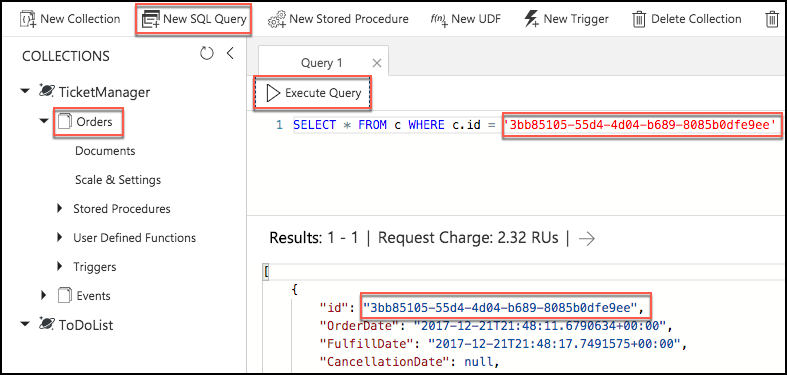 New Collection New SQL Query New Stored Procedure f(n) New UDF New Trigger Delete Collection
COLLECTIONS
TicketManager
Orders
Documents
Scale & Settings
Stored Procedures
User Defined Functions
Triggers
Events
ToDoList
Query 1
Execute Query
1 SELECT * FROM c WHERE c.id = '3bb85105-55d4-4d04-b689-8085b0dfe9ee'
Results: 1 - 1 | Request Charge: 2.32 RUs |
[
{
"id": "3bb85105-55d4-4d04-b689-8085b0dfe9ee",
"OrderDate": "2017-12-21T21:48:11.6790634+00:00",
"FulfillDate": "2017-12-21T21:48:17.7491575+00:00",
"CancellationDate": null,